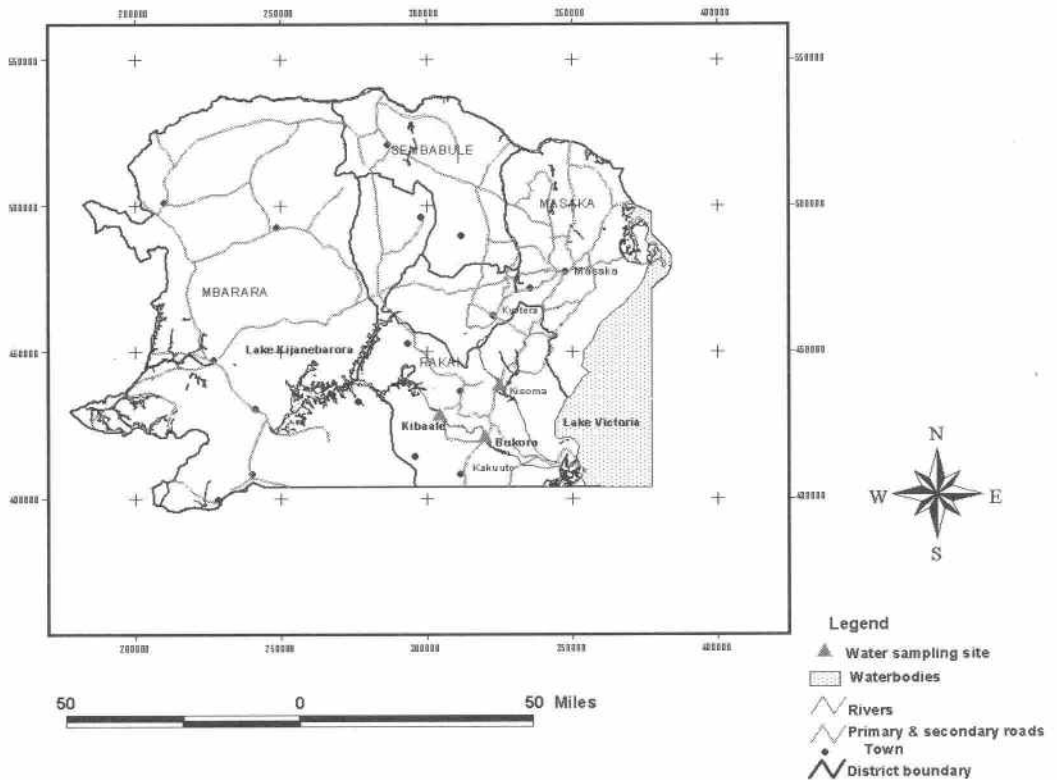 200000 250000 300000 350000 400000
550000 550000
SEMBABULE
500000 500000
MASAKA
Masaka
MBARARA
Kyotera
Lake Kijanebarora
450000 450000
RAKAI
Kisoma
Kibaale
Lake Victoria
Bukora
Kakuuto
400000 400000
200000 250000 300000 350000 400000
N
W E
S
50 0 50 Miles
Legend
Water sampling site
Waterbodies
Rivers
Primary & secondary roads
Town
District boundary